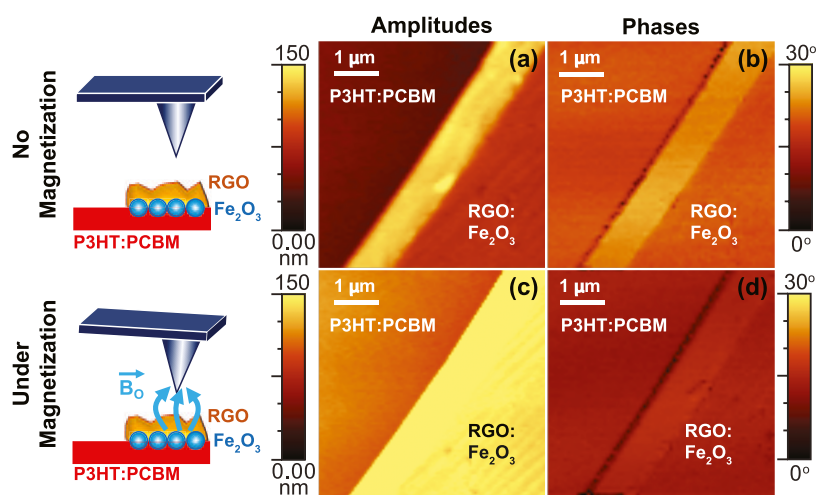 Amplitudes
Phases
No
Magnetization
RGO
Fe₂O₃
P3HT:PCBM
150
0.00
nm
1 µm
(a)
P3HT:PCBM
RGO:
Fe₂O₃
1 µm
(b)
P3HT:PCBM
RGO:
Fe₂O₃
30°
0°
Under
Magnetization
B₀
RGO
Fe₂O₃
P3HT:PCBM
150
0.00
nm
1 µm
(c)
P3HT:PCBM
RGO:
Fe₂O₃
1 µm
(d)
P3HT:PCBM
RGO:
Fe₂O₃
30°
0°